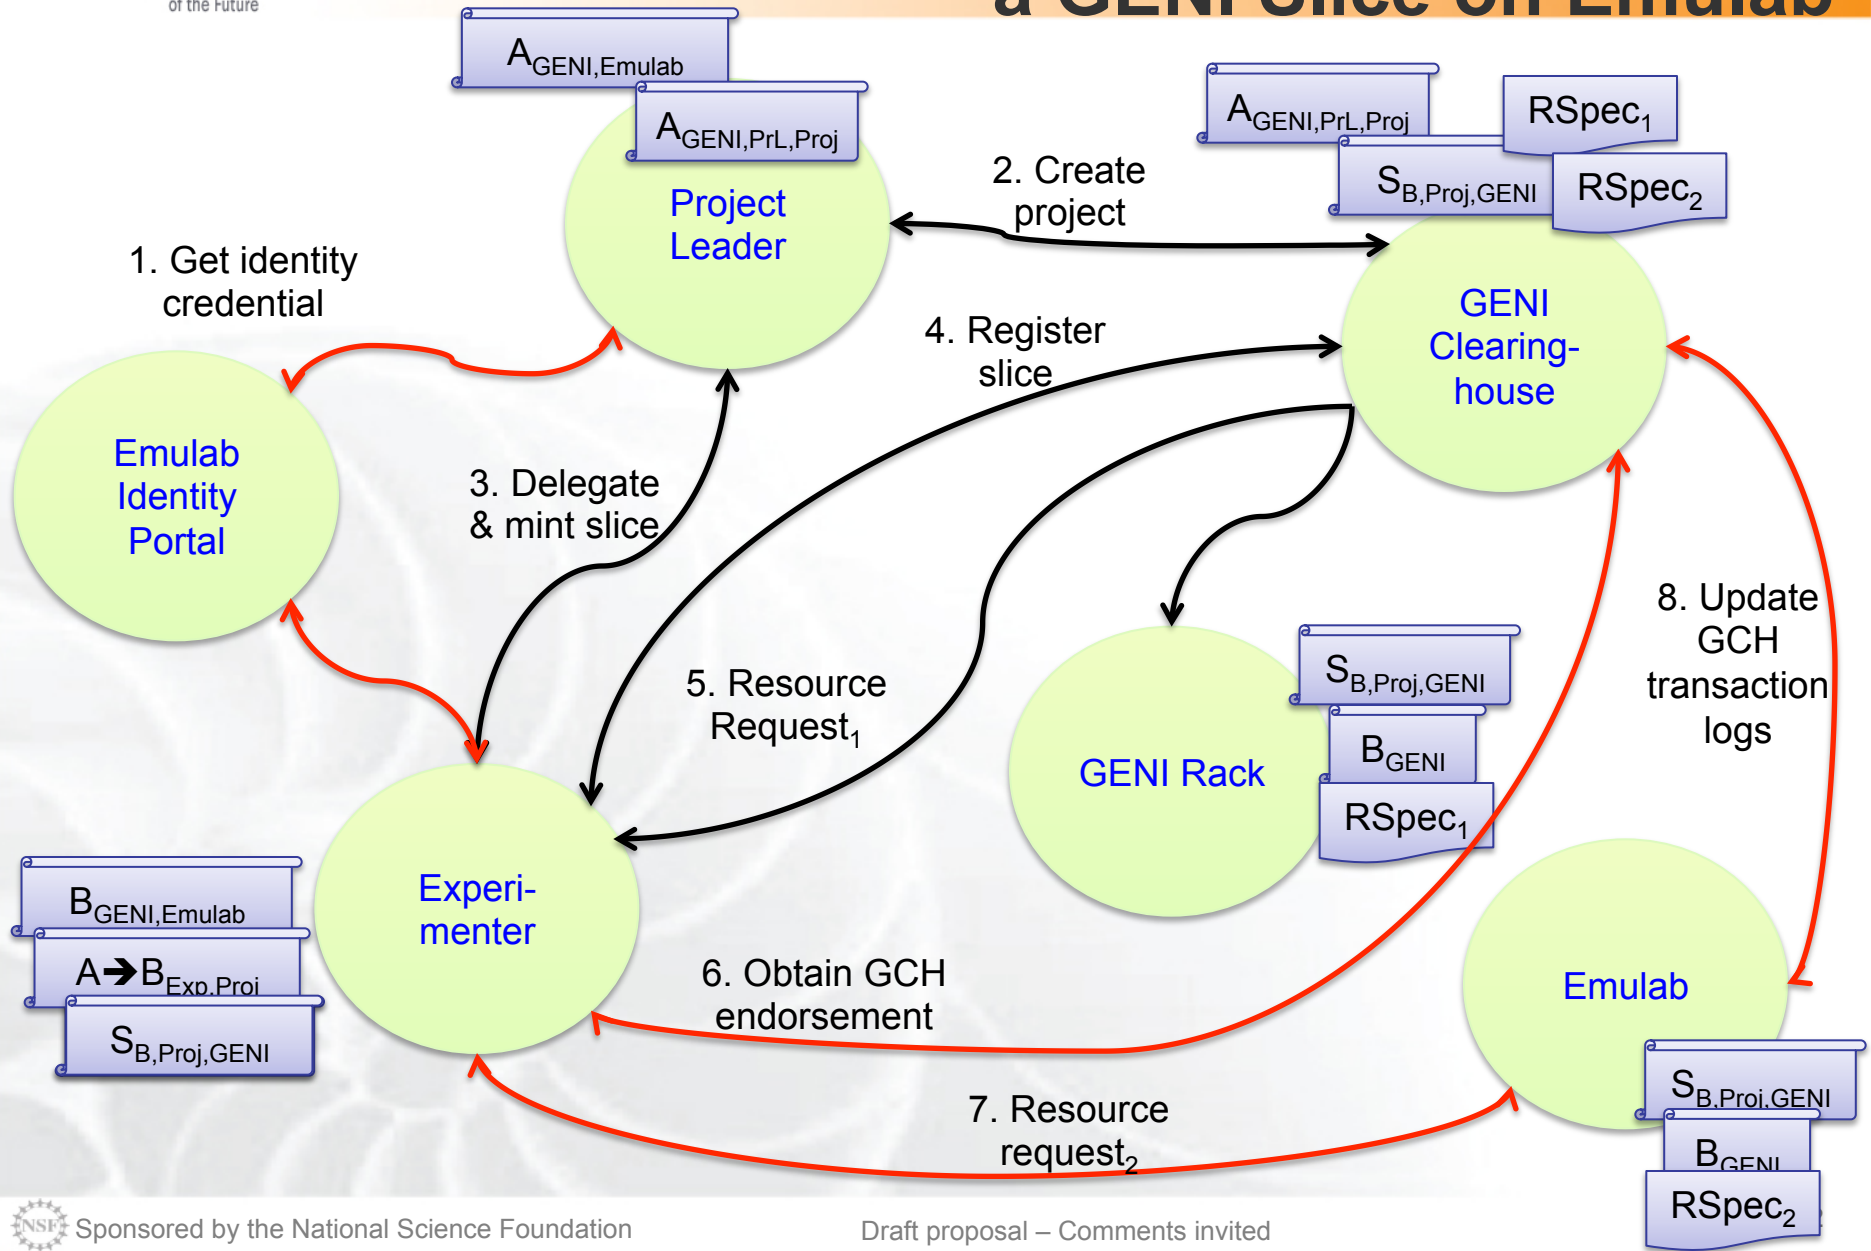 of the Future
a GENI Slice on Emulab
A GENI,Emulab
A GENI,PrL,Proj
Project
Leader
2. Create
project
A GENI,PrL,Proj
RSpec1
S B,Proj,GENI
RSpec2
1. Get identity
credential
GENI
Clearing-
house
4. Register
slice
Emulab
Identity
Portal
3. Delegate
& mint slice
8. Update
GCH
transaction
logs
5. Resource
Request1
GENI Rack
S B,Proj,GENI
B GENI
RSpec1
B GENI,Emulab
A➔B Exp,Proj
S B,Proj,GENI
Experi-
menter
6. Obtain GCH
endorsement
Emulab
7. Resource
request2
S B,Proj,GENI
B GENI
RSpec2
NSF
Sponsored by the National Science Foundation
Draft proposal – Comments invited